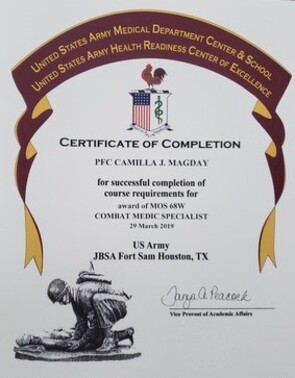 UNITED STATES ARMY MEDICAL DEPARTMENT CENTER & SCHOOL
UNITED STATES ARMY HEALTH READINESS CENTER OF EXCELLENCE
CERTIFICATE OF COMPLETION
PFC CAMILLA J. MAGDAY
for successful completion of
course requirements for
award of MOS 68W
COMBAT MEDIC SPECIALIST
29 March 2019
US Army
JBSA Fort Sam Houston, TX
Tanya A. Peacock
Vice Provost of Academic Affairs